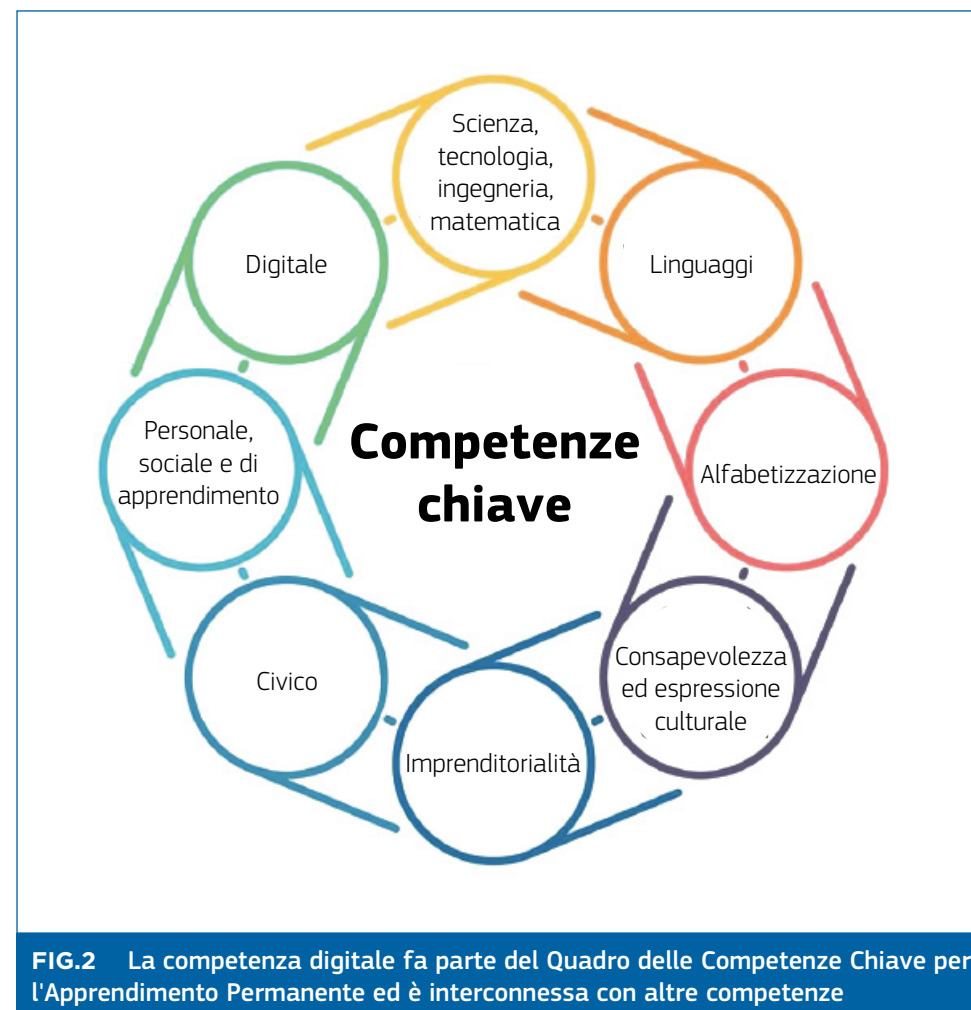 Scienza,
tecnologia,
ingegneria,
matematica
Linguaggi
Alfabetizzazione
Consapevolezza
ed espressione
culturale
Imprenditorialità
Civico
Personale,
sociale e di
apprendimento
Digitale
Competenze
chiave
FIG.2 La competenza digitale fa parte del Quadro delle Competenze Chiave per
l'Apprendimento Permanente ed è interconnessa con altre competenze